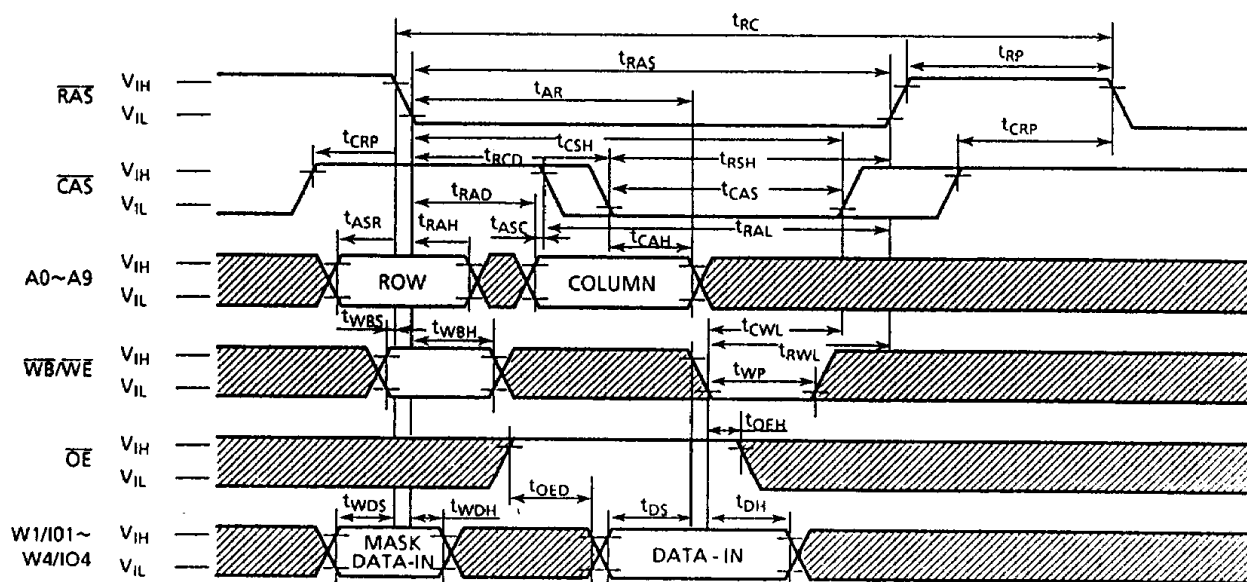 tRC
tRAS
tRP
RAS
VIH
VIL
tAR
tCRP
tCSH
tCRP
tRCD
tRSH
CAS
VIH
VIL
tCAS
tRAD
tASR
tRAH
tASC
tRAL
tCAH
A0~A9
VIH
VIL
ROW
COLUMN
tWBS
tWBH
tCWL
tRWL
WB/WE
VIH
VIL
tWP
tOEH
OE
VIH
VIL
tOED
tWDS
tWDH
tDS
tDH
W1/IO1~
W4/IO4
VIH
VIL
MASK
DATA-IN
DATA - IN